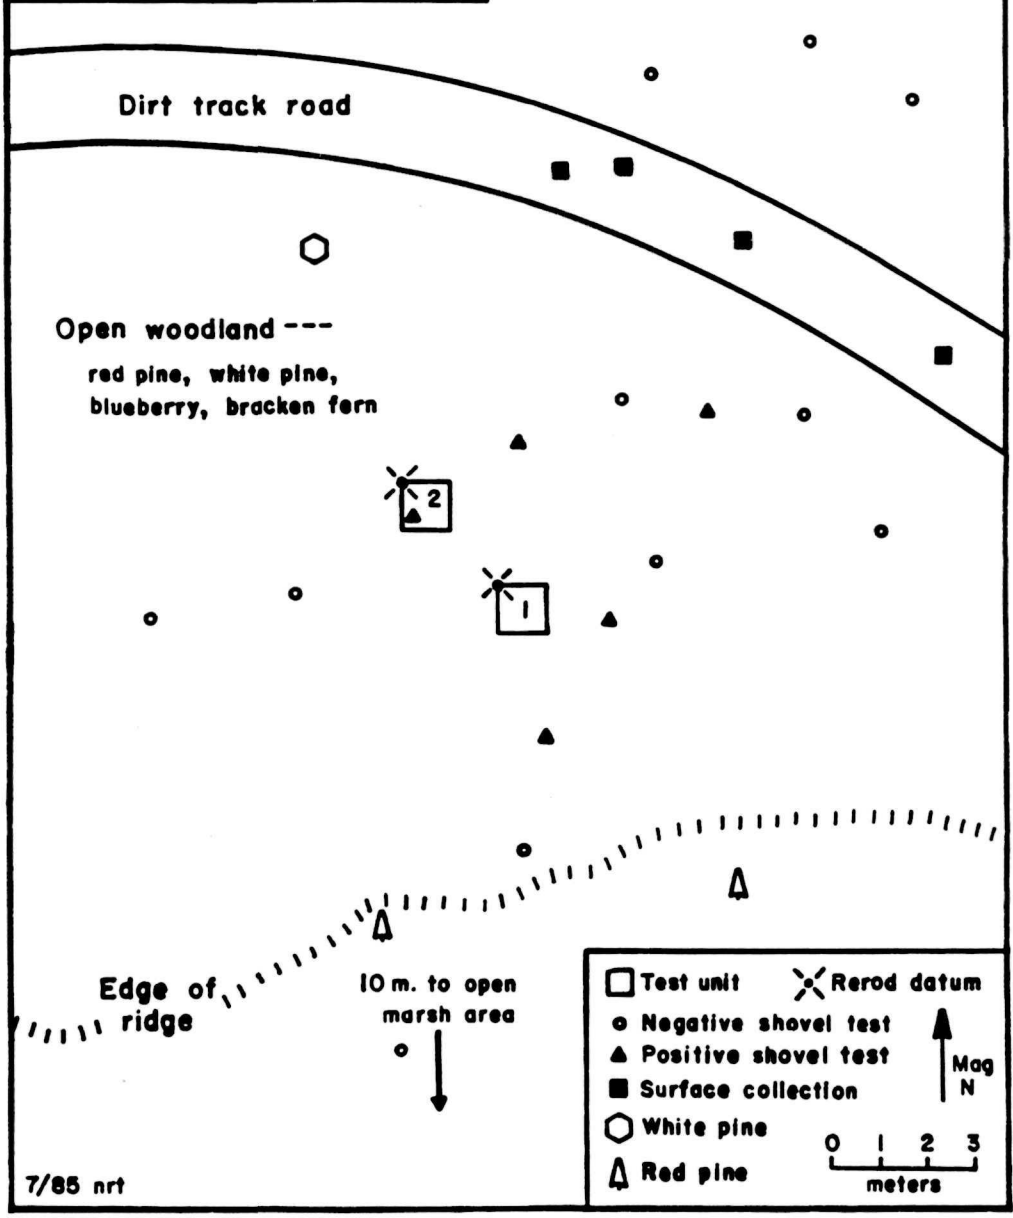 Dirt track road
Open woodland ---
red pine, white pine,
blueberry, bracken fern
2
1
Edge of
ridge
10 m. to open
marsh area
Test unit
Rerod datum
Negative shovel test
Positive shovel test
Surface collection
White pine
Red pine
Mag
N
0 1 2 3
meters
7/85 nrt